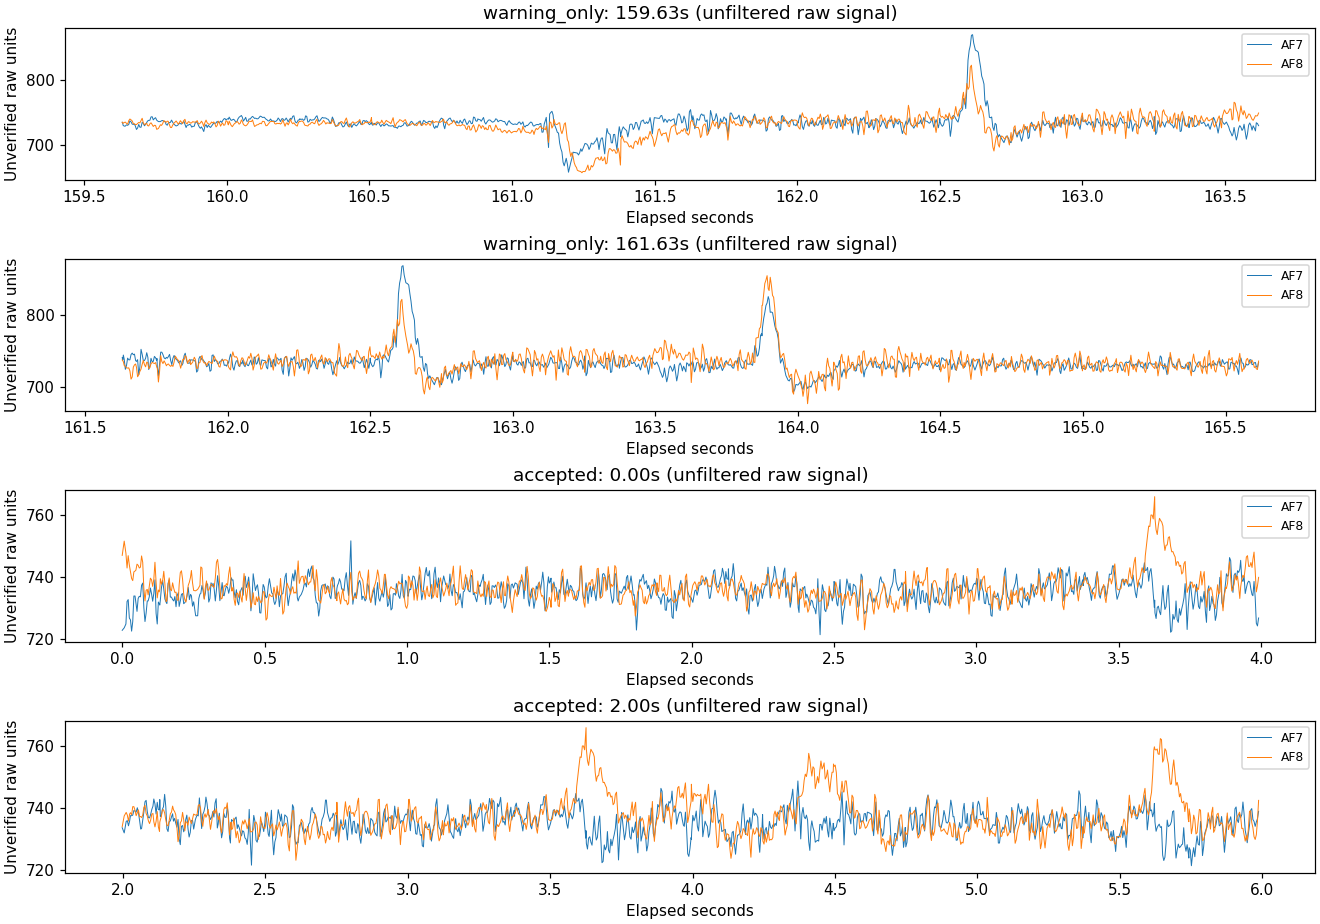 warning_only: 159.63s (unfiltered raw signal)
Unverified raw units
800
700
AF7
AF8
159.5 160.0 160.5 161.0 161.5 162.0 162.5 163.0 163.5
Elapsed seconds
warning_only: 161.63s (unfiltered raw signal)
Unverified raw units
800
700
AF7
AF8
161.5 162.0 162.5 163.0 163.5 164.0 164.5 165.0 165.5
Elapsed seconds
accepted: 0.00s (unfiltered raw signal)
Unverified raw units
760
740
720
AF7
AF8
0.0 0.5 1.0 1.5 2.0 2.5 3.0 3.5 4.0
Elapsed seconds
accepted: 2.00s (unfiltered raw signal)
Unverified raw units
760
740
720
AF7
AF8
2.0 2.5 3.0 3.5 4.0 4.5 5.0 5.5 6.0
Elapsed seconds